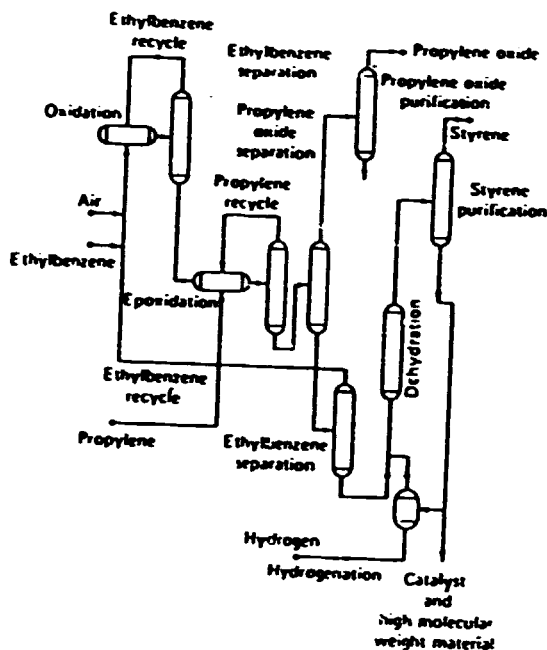 Ethylbenzene
recycle
Ethylbenzene
separation
Propylene oxide
Propylene oxide
purification
Oxidation
Propylene
oxide
separation
Styrene
Propylene
recycle
Styrene
purification
Air
Ethylbenzene
Epoxidation
Dehydration
Ethylbenzene
recycle
Propylene
Ethylbenzene
separation
Hydrogen
Hydrogenation
Catalyst
and
high molecular
weight material